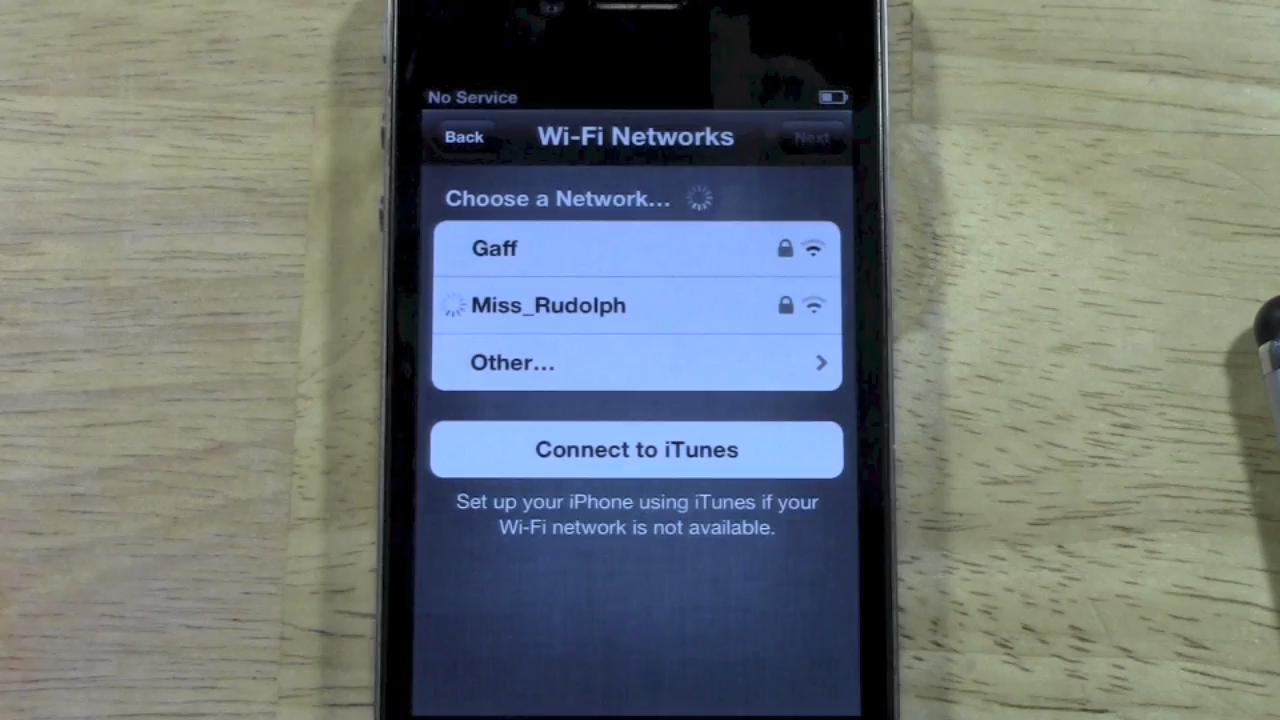 No Service
Back Wi-Fi Networks Next
Choose a Network...
Gaff
Miss_Rudolph
Other...
Connect to iTunes
Set up your iPhone using iTunes if your
Wi-Fi network is not available.